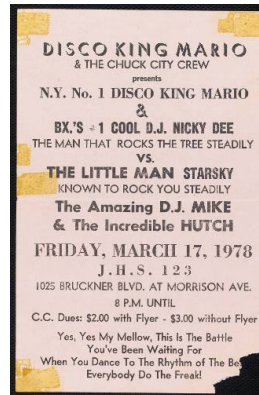 DISCO KING MARIO
& THE CHUCK CITY CREW
presents
N.Y. No. 1 DISCO KING MARIO
&
BX.'S #1 COOL D.J. NICKY DEE
THE MAN THAT ROCKS THE TREE STEADILY
VS.
THE LITTLE MAN STARSKY
KNOWN TO ROCK YOU STEADILY
The Amazing D.J. MIKE
& The Incredible HUTCH
FRIDAY, MARCH 17, 1978
J.H.S. 123
1025 BRUCKNER BLVD. AT MORRISON AVE.
8 P.M. UNTIL
C.C. Dues: $2.00 with Flyer - $3.00 without Flyer
Yes, Yes My Mellow, This Is The Battle
You've Been Waiting For
When You Dance To The Rhythm of The
Everybody Do The Freak!